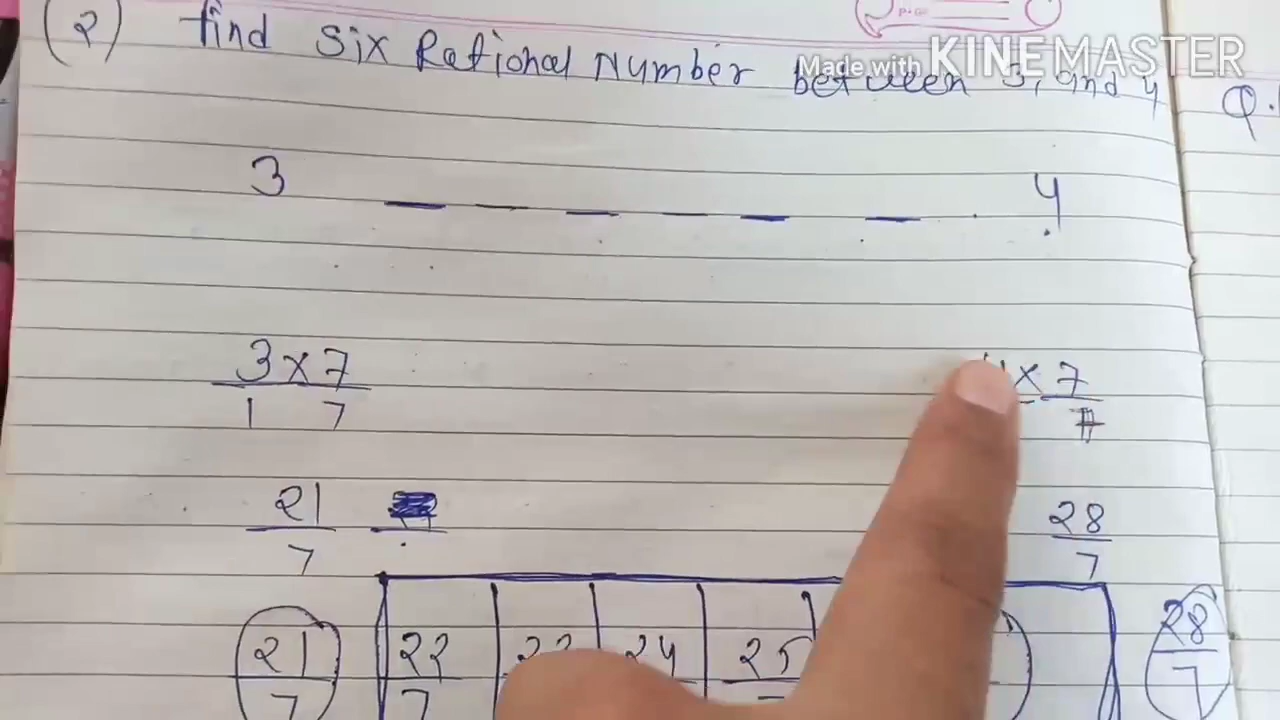 (2) find six Rational Number between 3, and 4
Made with KINEMASTER
Q.
3 _ _ _ _ _ _ 4
3 x 7
1 7
x 7
7
21
7
28
7
21 22 24 25 28
7 7 7